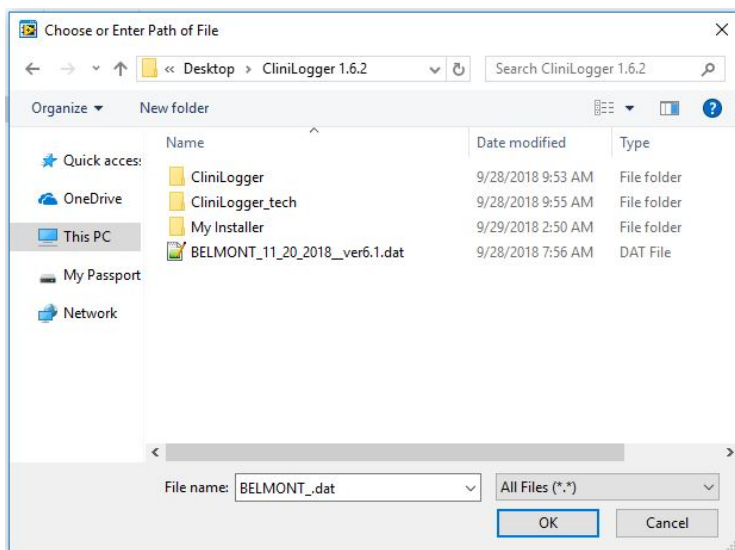 Choose or Enter Path of File
« Desktop > CliniLogger 1.6.2
Search CliniLogger 1.6.2
Organize
New folder
Name
Date modified
Type
Quick acces
OneDrive
This PC
My Passport
Network
CliniLogger 9/28/2018 9:53 AM File folder
CliniLogger_tech 9/28/2018 9:55 AM File folder
My Installer 9/29/2018 2:50 AM File folder
BELMONT_11_20_2018__ver6.1.dat 9/28/2018 7:56 AM DAT File
File name: BELMONT_.dat
All Files (*.*)
OK
Cancel